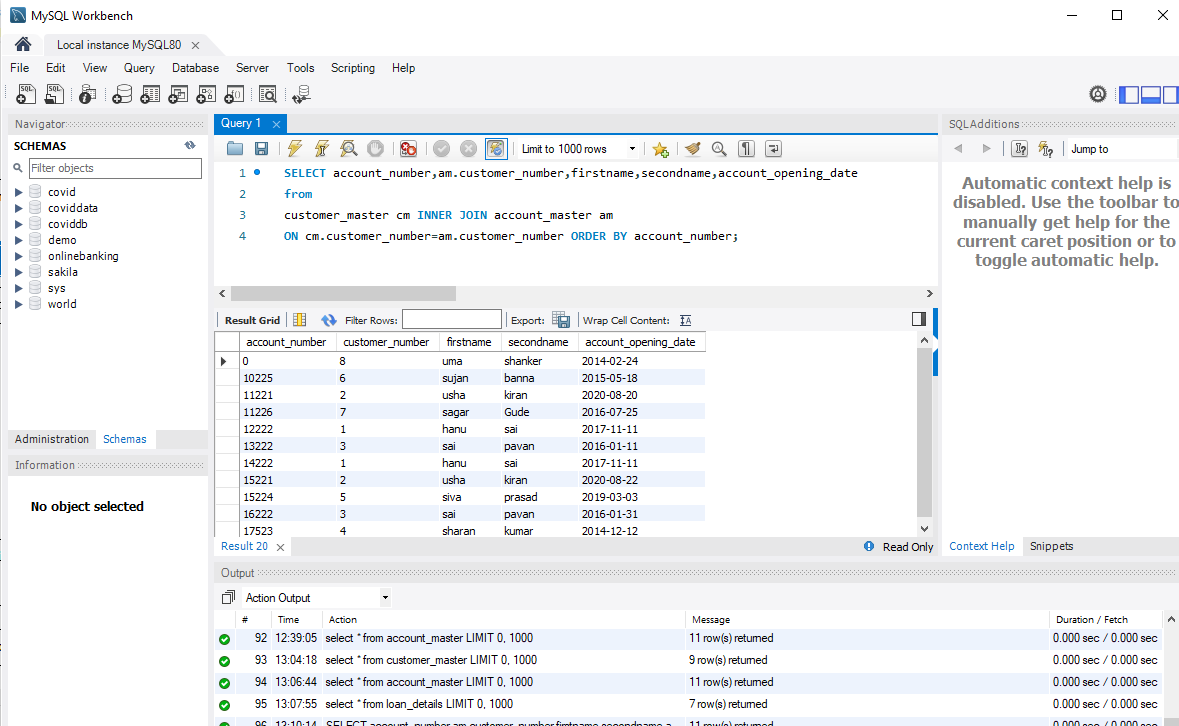 MySQL Workbench
Local instance MySQL80
File Edit View Query Database Server Tools Scripting Help
Navigator
SCHEMAS
Filter objects
covid
coviddata
coviddb
demo
onlinebanking
sakila
sys
world
Administration Schemas
Information
No object selected
Query 1
Limit to 1000 rows
1 SELECT account_number,am.customer_number,firstname,secondname,account_opening_date
2 from
3 customer_master cm INNER JOIN account_master am
4 ON cm.customer_number=am.customer_number ORDER BY account_number;
Result Grid Filter Rows: Export: Wrap Cell Content:
account_number customer_number firstname secondname account_opening_date
0 8 uma shanker 2014-02-24
10225 6 sujan banna 2015-05-18
11221 2 usha kiran 2020-08-20
11226 7 sagar Gude 2016-07-25
12222 1 hanu sai 2017-11-11
13222 3 sai pavan 2016-01-11
14222 1 hanu sai 2017-11-11
15221 2 usha kiran 2020-08-22
15224 5 siva prasad 2019-03-03
16222 3 sai pavan 2016-01-31
17523 4 sharan kumar 2014-12-12
Result 20
Read Only
SQLAdditions
Jump to
Automatic context help is
disabled. Use the toolbar to
manually get help for the
current caret position or to
toggle automatic help.
Context Help Snippets
Output
Action Output
# Time Action Message Duration / Fetch
92 12:39:05 select * from account_master LIMIT 0, 1000 11 row(s) returned 0.000 sec / 0.000 sec
93 13:04:18 select * from customer_master LIMIT 0, 1000 9 row(s) returned 0.000 sec / 0.000 sec
94 13:06:44 select * from account_master LIMIT 0, 1000 11 row(s) returned 0.000 sec / 0.000 sec
95 13:07:55 select * from loan_details LIMIT 0, 1000 7 row(s) returned 0.000 sec / 0.000 sec
96 13:10:14 SELECT account_number,am.customer_number,firstname,secondname,a... 11 row(s) returned 0.000 sec / 0.000 sec